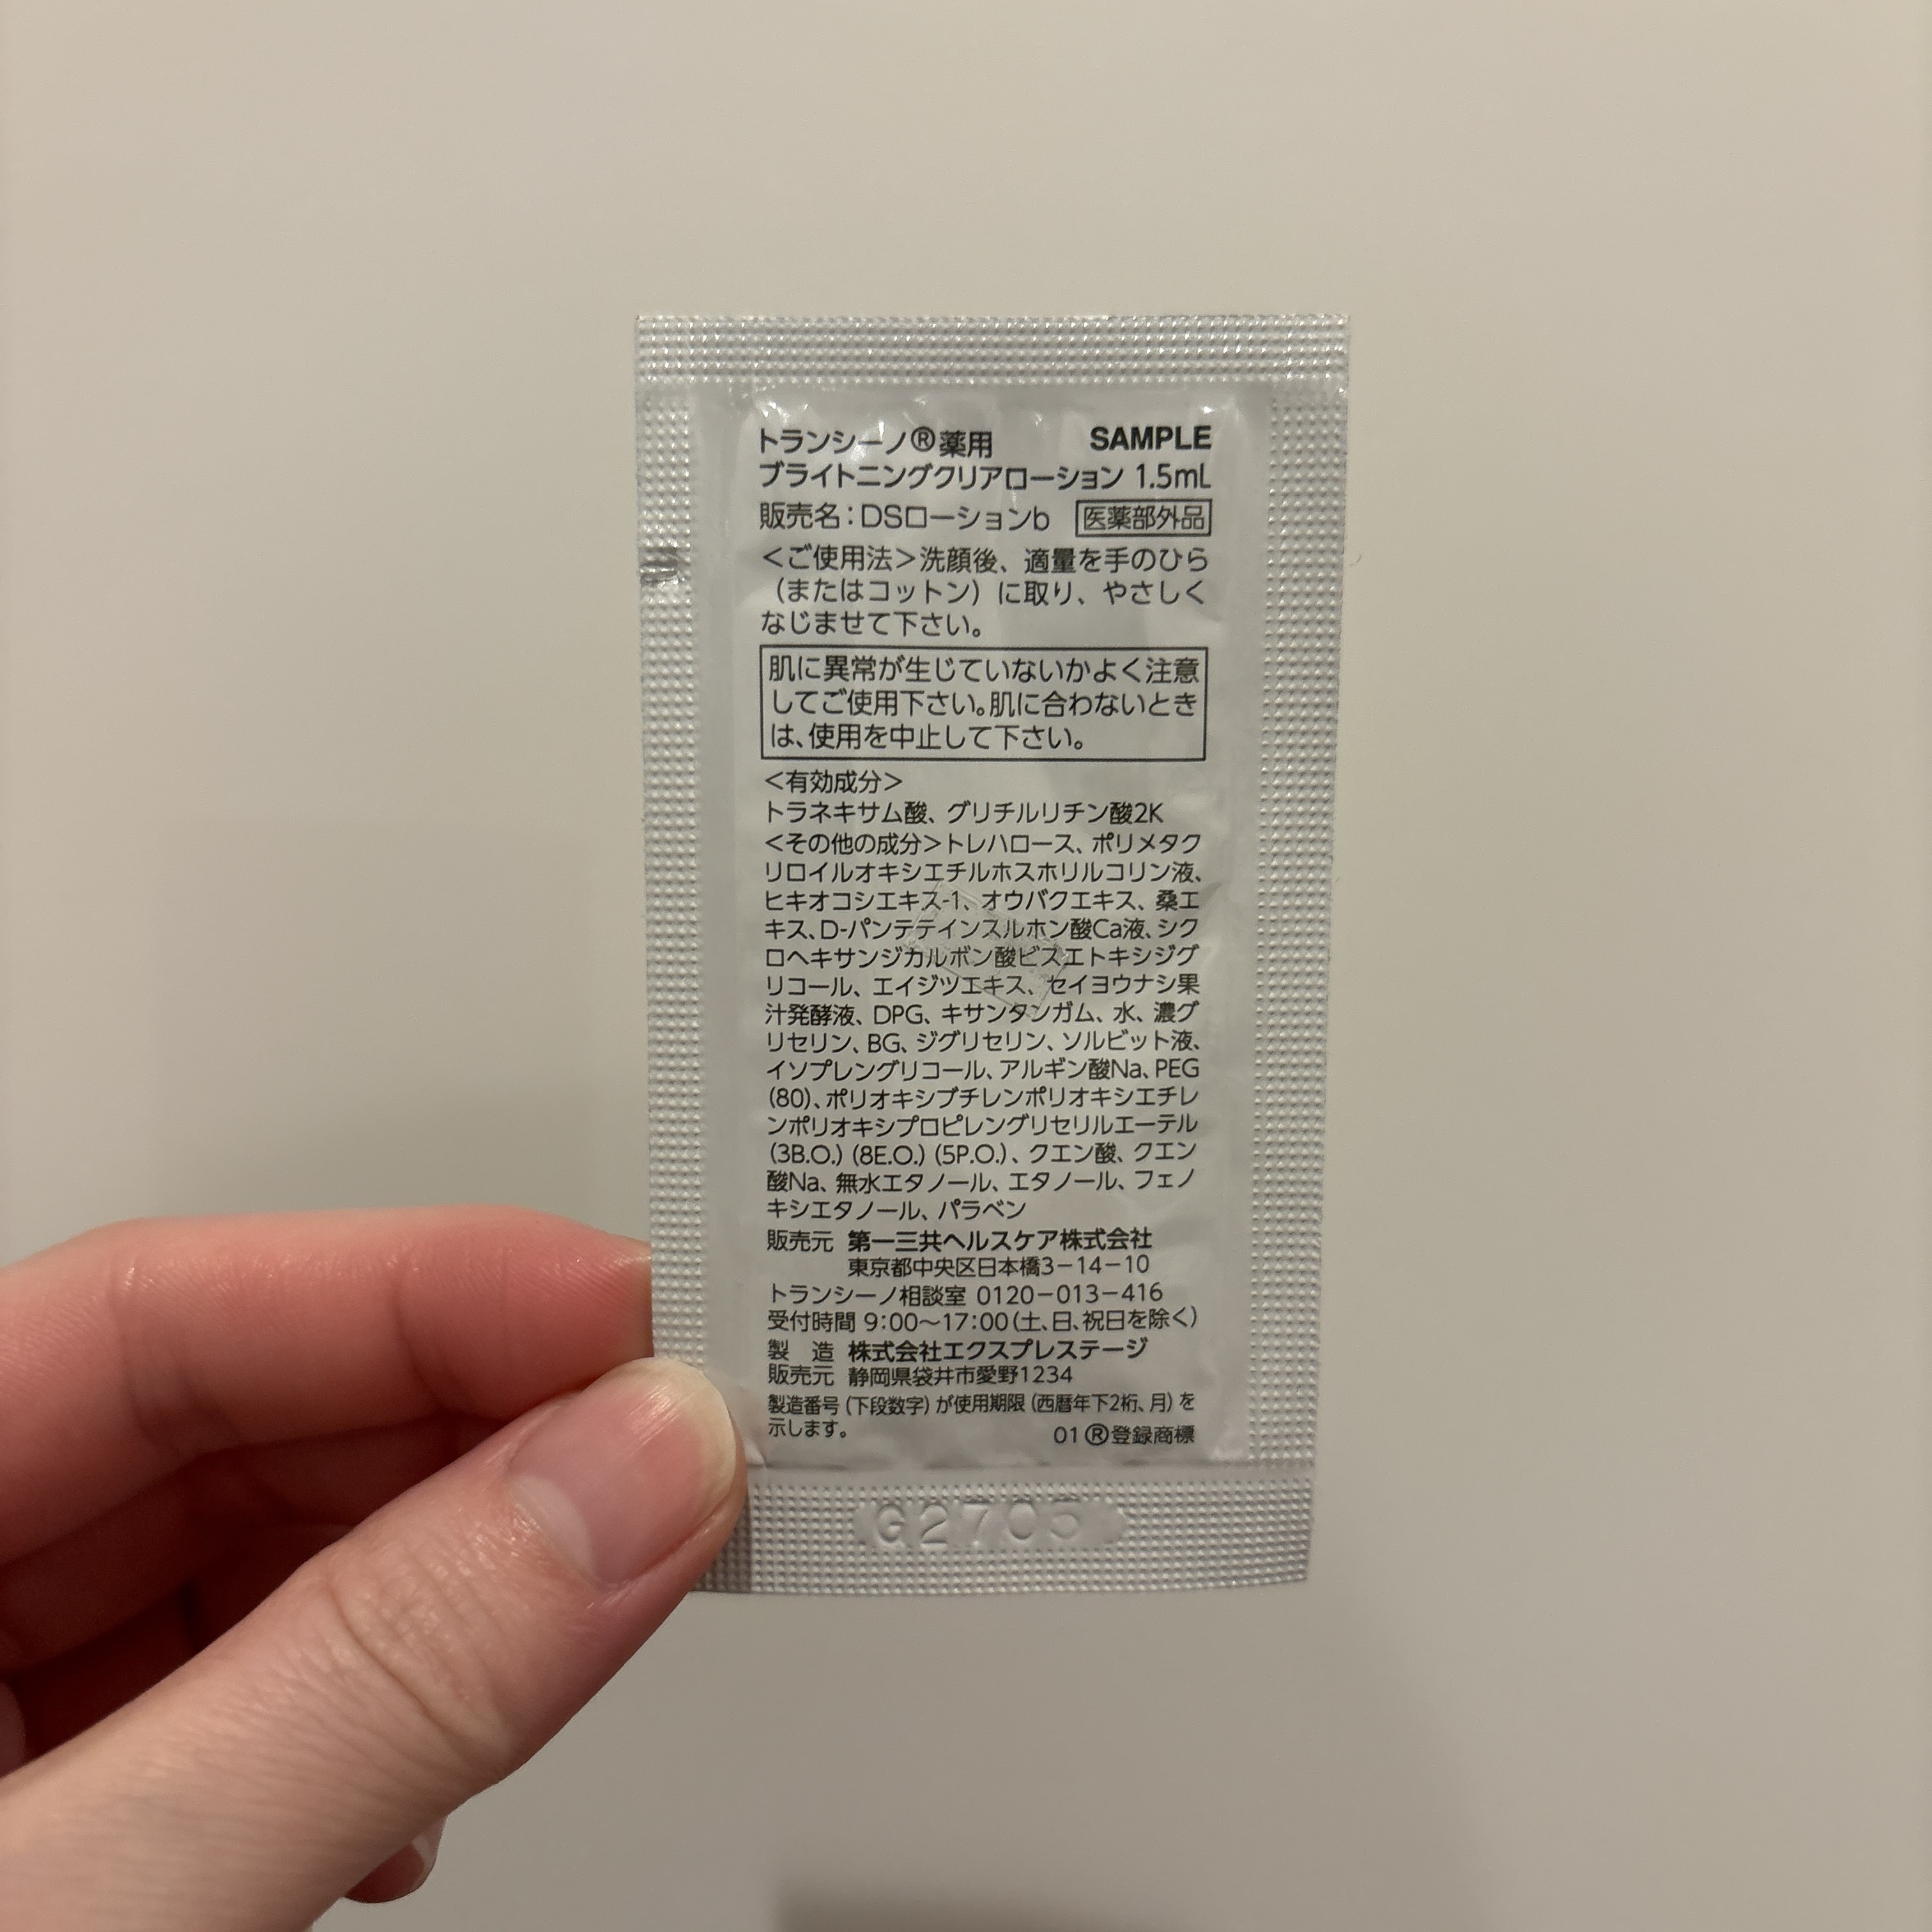 トランシーノ®薬用 SAMPLE
ブライトニングクリアローション 1.5mL
販売名：DSローションb 医薬部外品
＜ご使用法＞洗顔後、適量を手のひら
（またはコットン）に取り、やさしく
なじませて下さい。
肌に異常が生じていないかよく注意
してご使用下さい。肌に合わないとき
は、使用を中止して下さい。
＜有効成分＞
トラネキサム酸、グリチルリチン酸2K
＜その他の成分＞トレハロース、ポリメタク
リロイルオキシエチルホスホリルコリン液、
ヒキオコシエキス-1、オウバクエキス、桑エ
キス、D-パンテテインスルホン酸Ca液、シク
ロヘキサンジカルボン酸ビスエトキシジグ
リコール、エイジツエキス、セイヨウナシ果
汁発酵液、DPG、キサンタンガム、水、濃グ
リセリン、BG、ジグリセリン、ソルビット液、
イソプレングリコール、アルギン酸Na、PEG
(80)、ポリオキシブチレンポリオキシエチレ
ンポリオキシプロピレングリセリルエーテル
(3B.O.) (8E.O.) (5P.O.)、クエン酸、クエン
酸Na、無水エタノール、エタノール、フェノ
キシエタノール、パラベン
販売元 第一三共ヘルスケア株式会社
東京都中央区日本橋3－14－10
トランシーノ相談室 0120－013－416
受付時間 9:00～17:00（土、日、祝日を除く）
製 造 株式会社エクスプレステージ
販売元 静岡県袋井市愛野1234
製造番号（下段数字）が使用期限（西暦年下2桁、月）を
示します。 01 ®登録商標
G2705